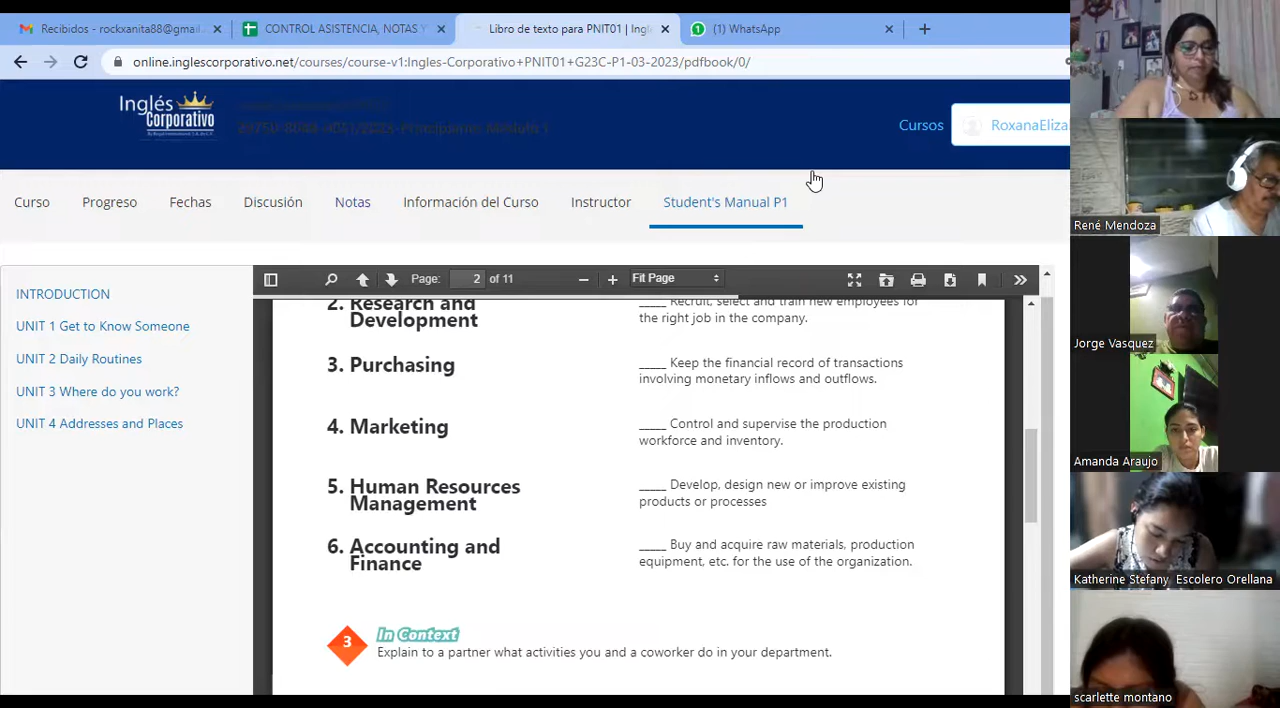 Recibidos - rockxanita88@gmail.
CONTROL ASISTENCIA, NOTAS Y
Libro de texto para PNIT01 | Ingl
(1) WhatsApp
online.inglescorporativo.net/courses/course-v1:Ingles-Corporativo+PNIT01+G23C-P1-03-2023/pdfbook/0/
Inglés
Corporativo
Cursos
RoxanaEliza
Curso
Progreso
Fechas
Discusión
Notas
Información del Curso
Instructor
Student's Manual P1
Page: 2 of 11
Fit Page
INTRODUCTION
UNIT 1 Get to Know Someone
UNIT 2 Daily Routines
UNIT 3 Where do you work?
UNIT 4 Addresses and Places
2. Research and
Development
_____ Recruit, select and train new employees for
the right job in the company.
3. Purchasing
_____ Keep the financial record of transactions
involving monetary inflows and outflows.
4. Marketing
_____ Control and supervise the production
workforce and inventory.
5. Human Resources
Management
_____ Develop, design new or improve existing
products or processes
6. Accounting and
Finance
_____ Buy and acquire raw materials, production
equipment, etc. for the use of the organization.
3
In Context
Explain to a partner what activities you and a coworker do in your department.
René Mendoza
Jorge Vasquez
Amanda Araujo
Katherine Stefany Escolero Orellana
scarlette montano